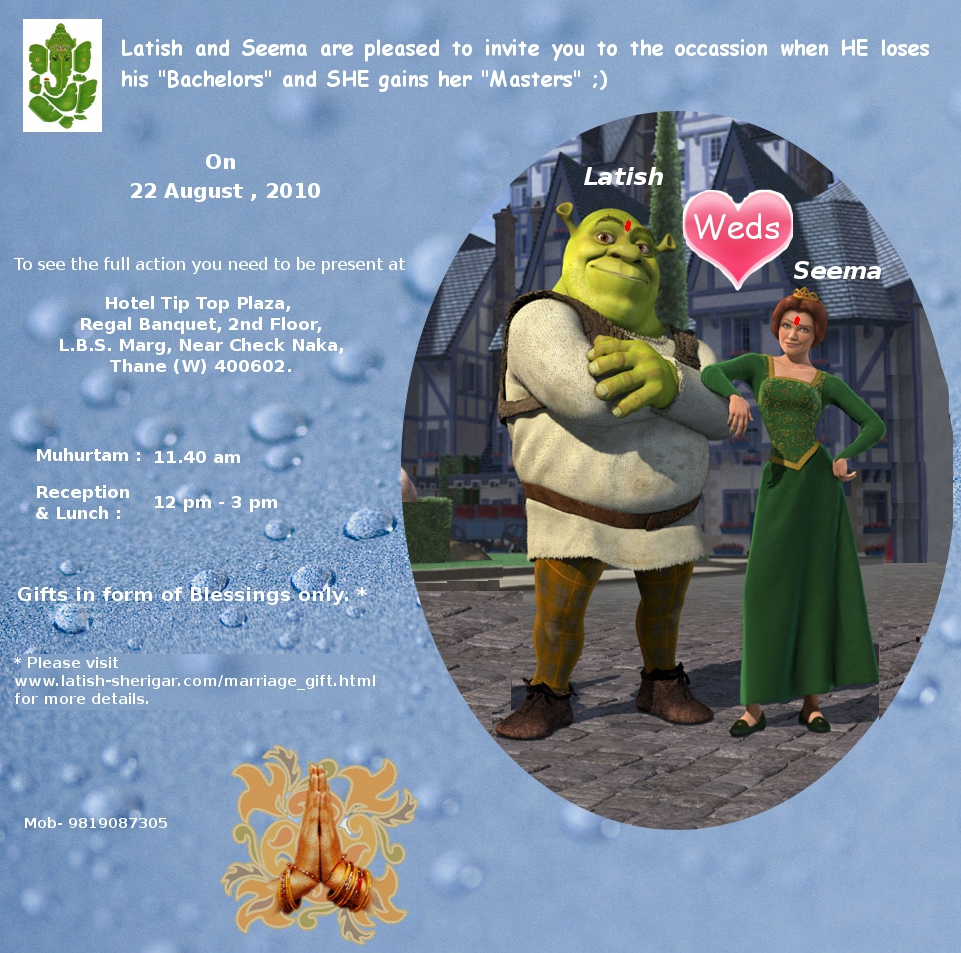 Latish and Seema are pleased to invite you to the occassion when HE loses
his "Bachelors" and SHE gains her "Masters" ;)
On
22 August , 2010
Latish
Weds
Seema
To see the full action you need to be present at
Hotel Tip Top Plaza,
Regal Banquet, 2nd Floor,
L.B.S. Marg, Near Check Naka,
Thane (W) 400602.
Muhurtam : 11.40 am
Reception
& Lunch : 12 pm - 3 pm
Gifts in form of Blessings only. *
* Please visit
www.latish-sherigar.com/marriage_gift.html
for more details.
Mob- 9819087305